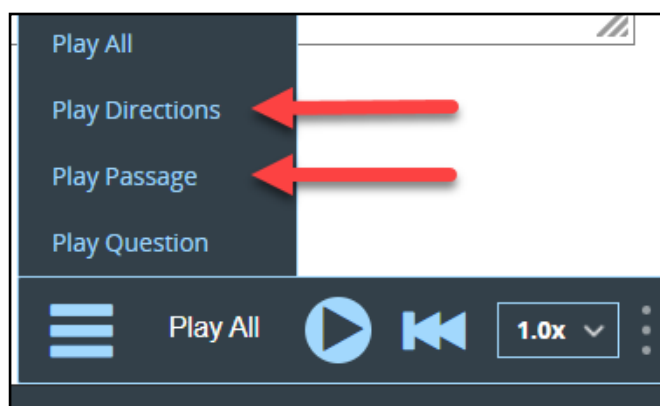 Play All
Play Directions
Play Passage
Play Question
Play All 1.0x